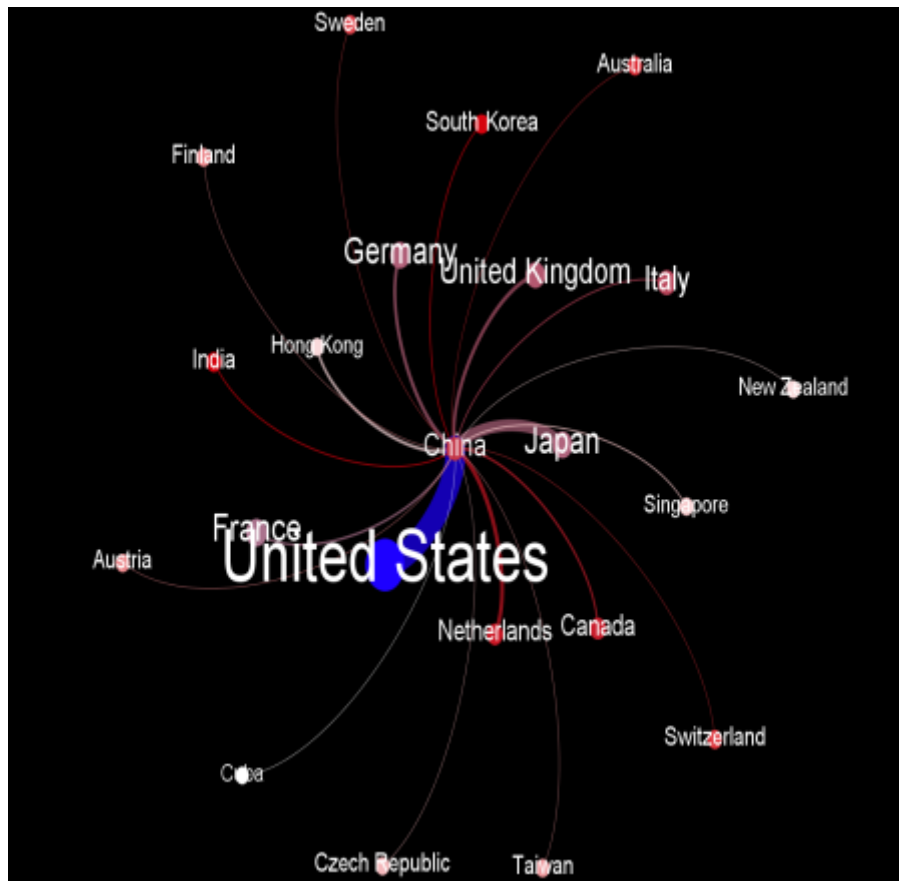 Sweden
Australia
South Korea
Finland
Germany
United Kingdom
Italy
Hong Kong
India
New Zealand
China
Japan
Singapore
France
United States
Austria
Netherlands
Canada
Switzerland
Cuba
Czech Republic
Taiwan